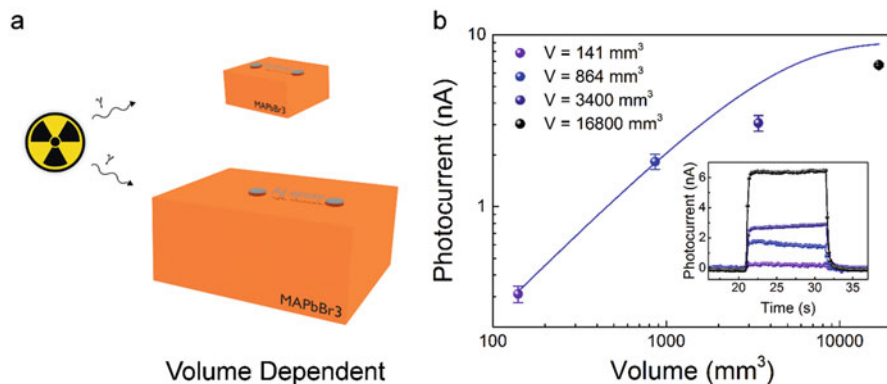 a
γ
γ
MAPbBr3
MAPbBr3
Volume Dependent
b
Photocurrent (nA)
10
1
V = 141 mm³
V = 864 mm³
V = 3400 mm³
V = 16800 mm³
Photocurrent (nA)
6
4
2
0
20 25 30 35
Time (s)
100 1000 10000
Volume (mm³)